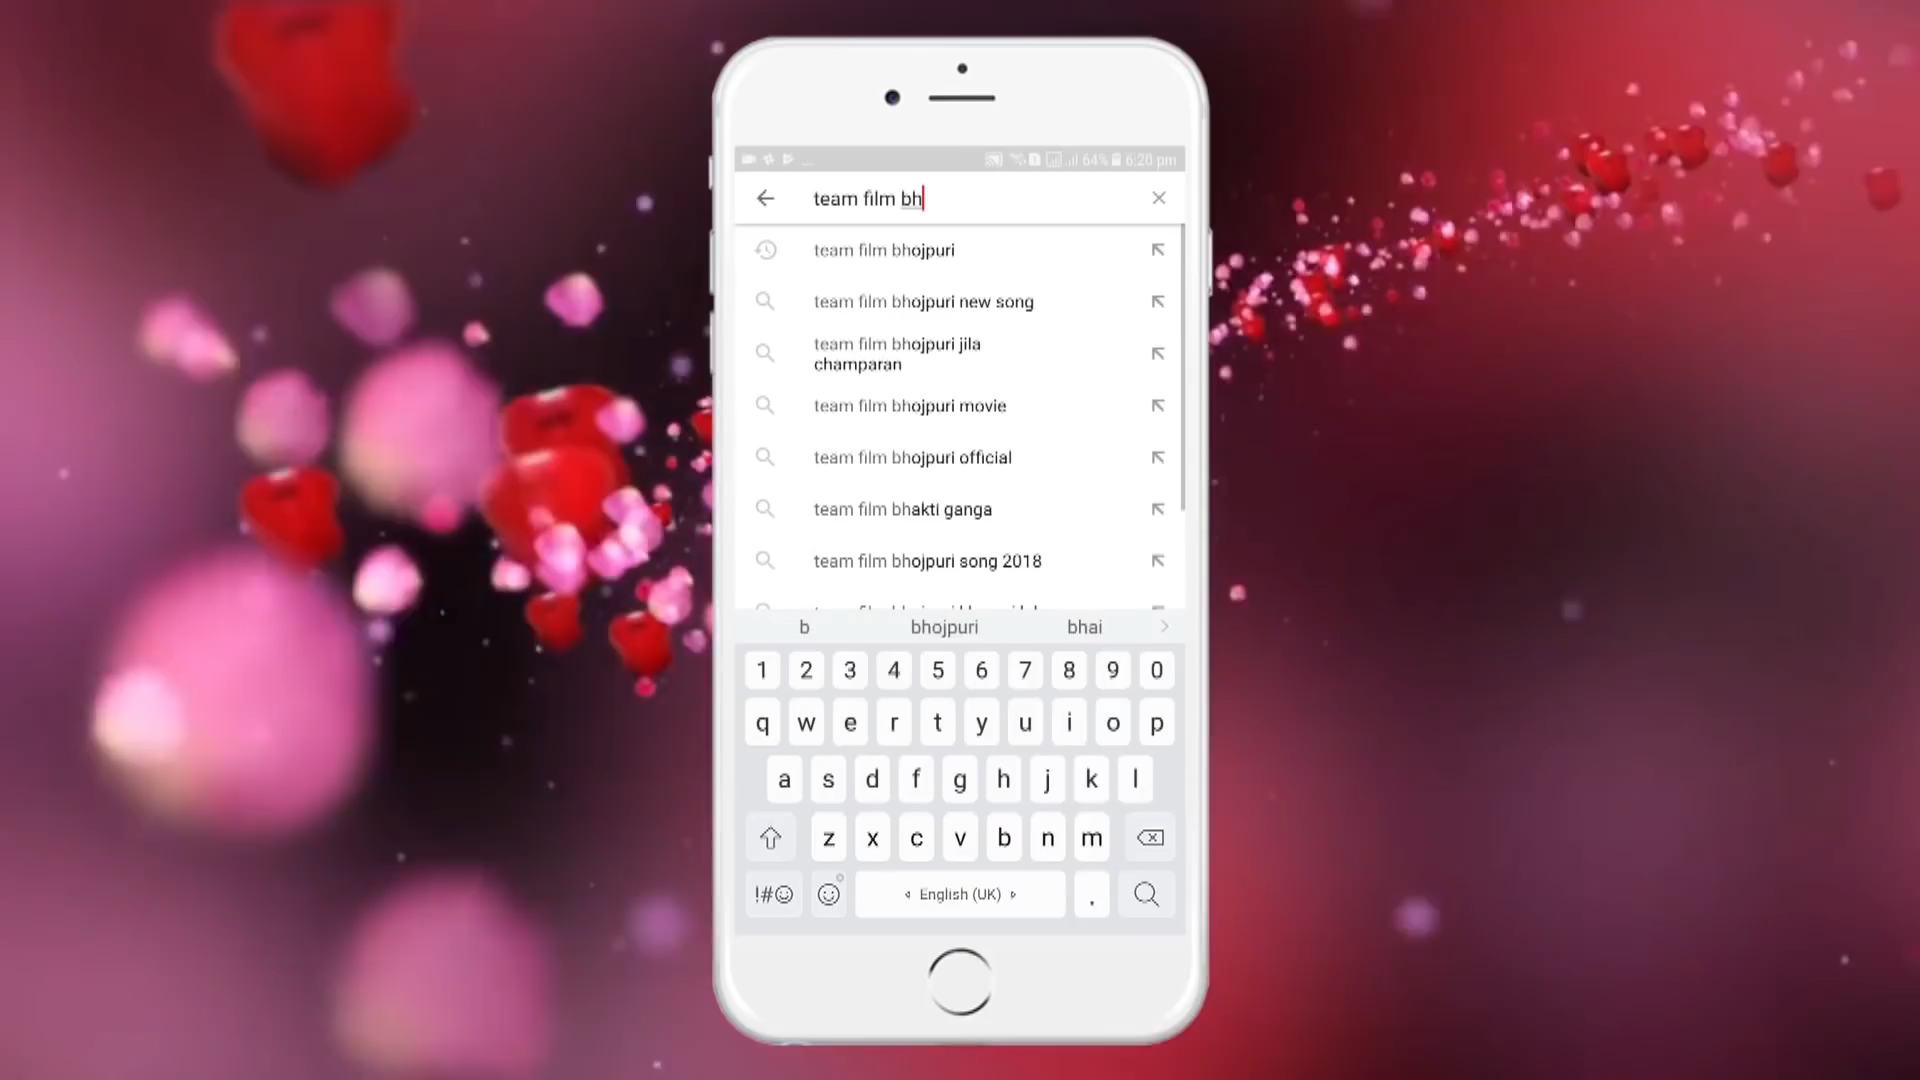 64% 6:20 pm
team film bh
team film bhojpuri
team film bhojpuri new song
team film bhojpuri jila
champaran
team film bhojpuri movie
team film bhojpuri official
team film bhakti ganga
team film bhojpuri song 2018
b bhojpuri bhai
1 2 3 4 5 6 7 8 9 0
q w e r t y u i o p
a s d f g h j k l
z x c v b n m
!#☺ English (UK) .